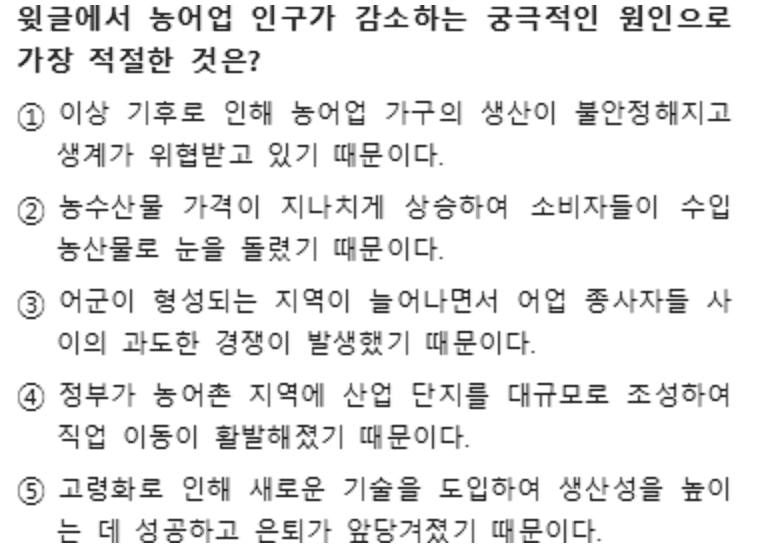 윗글에서 농어업 인구가 감소하는 궁극적인 원인으로
가장 적절한 것은?
① 이상 기후로 인해 농어업 가구의 생산이 불안정해지고
생계가 위협받고 있기 때문이다.
② 농수산물 가격이 지나치게 상승하여 소비자들이 수입
농산물로 눈을 돌렸기 때문이다.
③ 어군이 형성되는 지역이 늘어나면서 어업 종사자들 사
이의 과도한 경쟁이 발생했기 때문이다.
④ 정부가 농어촌 지역에 산업 단지를 대규모로 조성하여
직업 이동이 활발해졌기 때문이다.
⑤ 고령화로 인해 새로운 기술을 도입하여 생산성을 높이
는 데 성공하고 은퇴가 앞당겨졌기 때문이다.